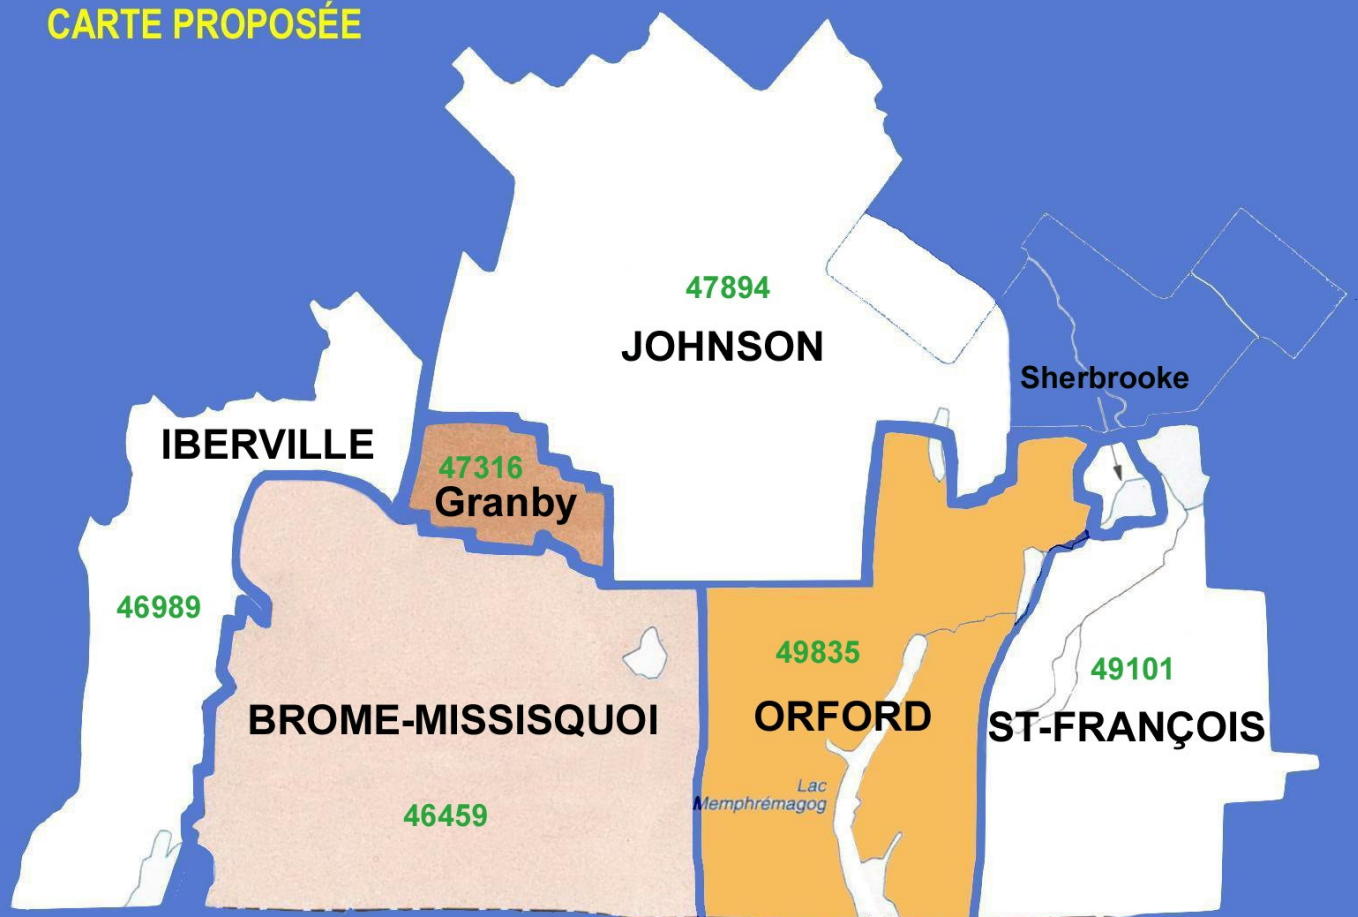 CARTE PROPOSÉE
47894
JOHNSON
Sherbrooke
IBERVILLE
47316
Granby
46989
49835
49101
BROME-MISSISQUOI
ORFORD
ST-FRANÇOIS
Lac
Memphrémagog
46459